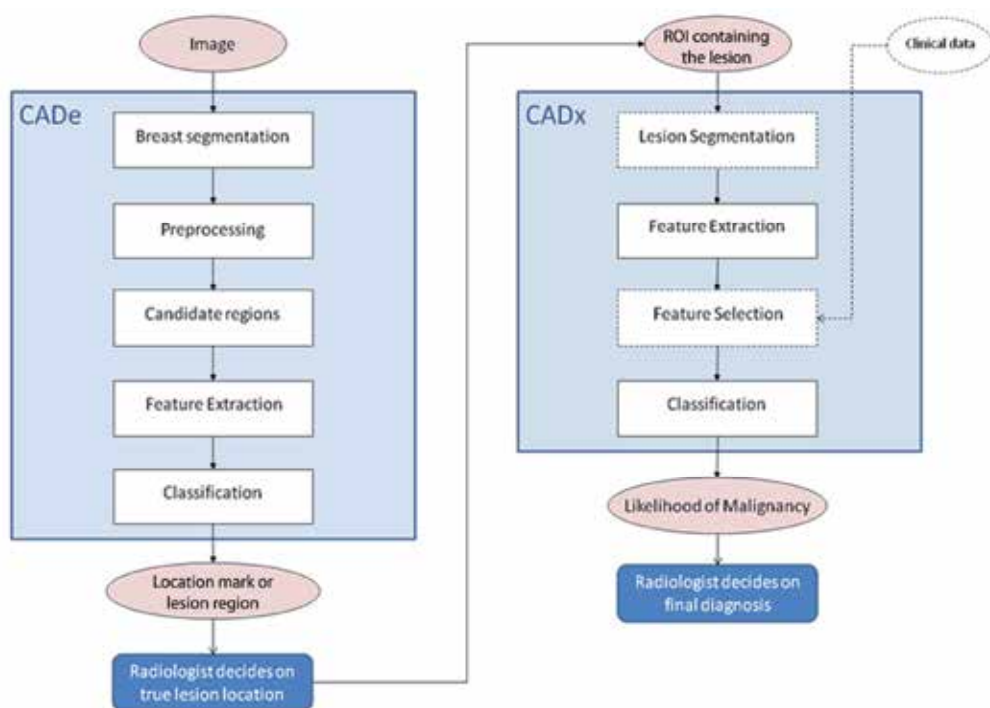 Image
CADe
Breast segmentation
Preprocessing
Candidate regions
Feature Extraction
Classification
Location mark or
lesion region
Radiologist decides on
true lesion location
ROI containing
the lesion
Clinical data
CADx
Lesion Segmentation
Feature Extraction
Feature Selection
Classification
Likelihood of Malignancy
Radiologist decides on
final diagnosis